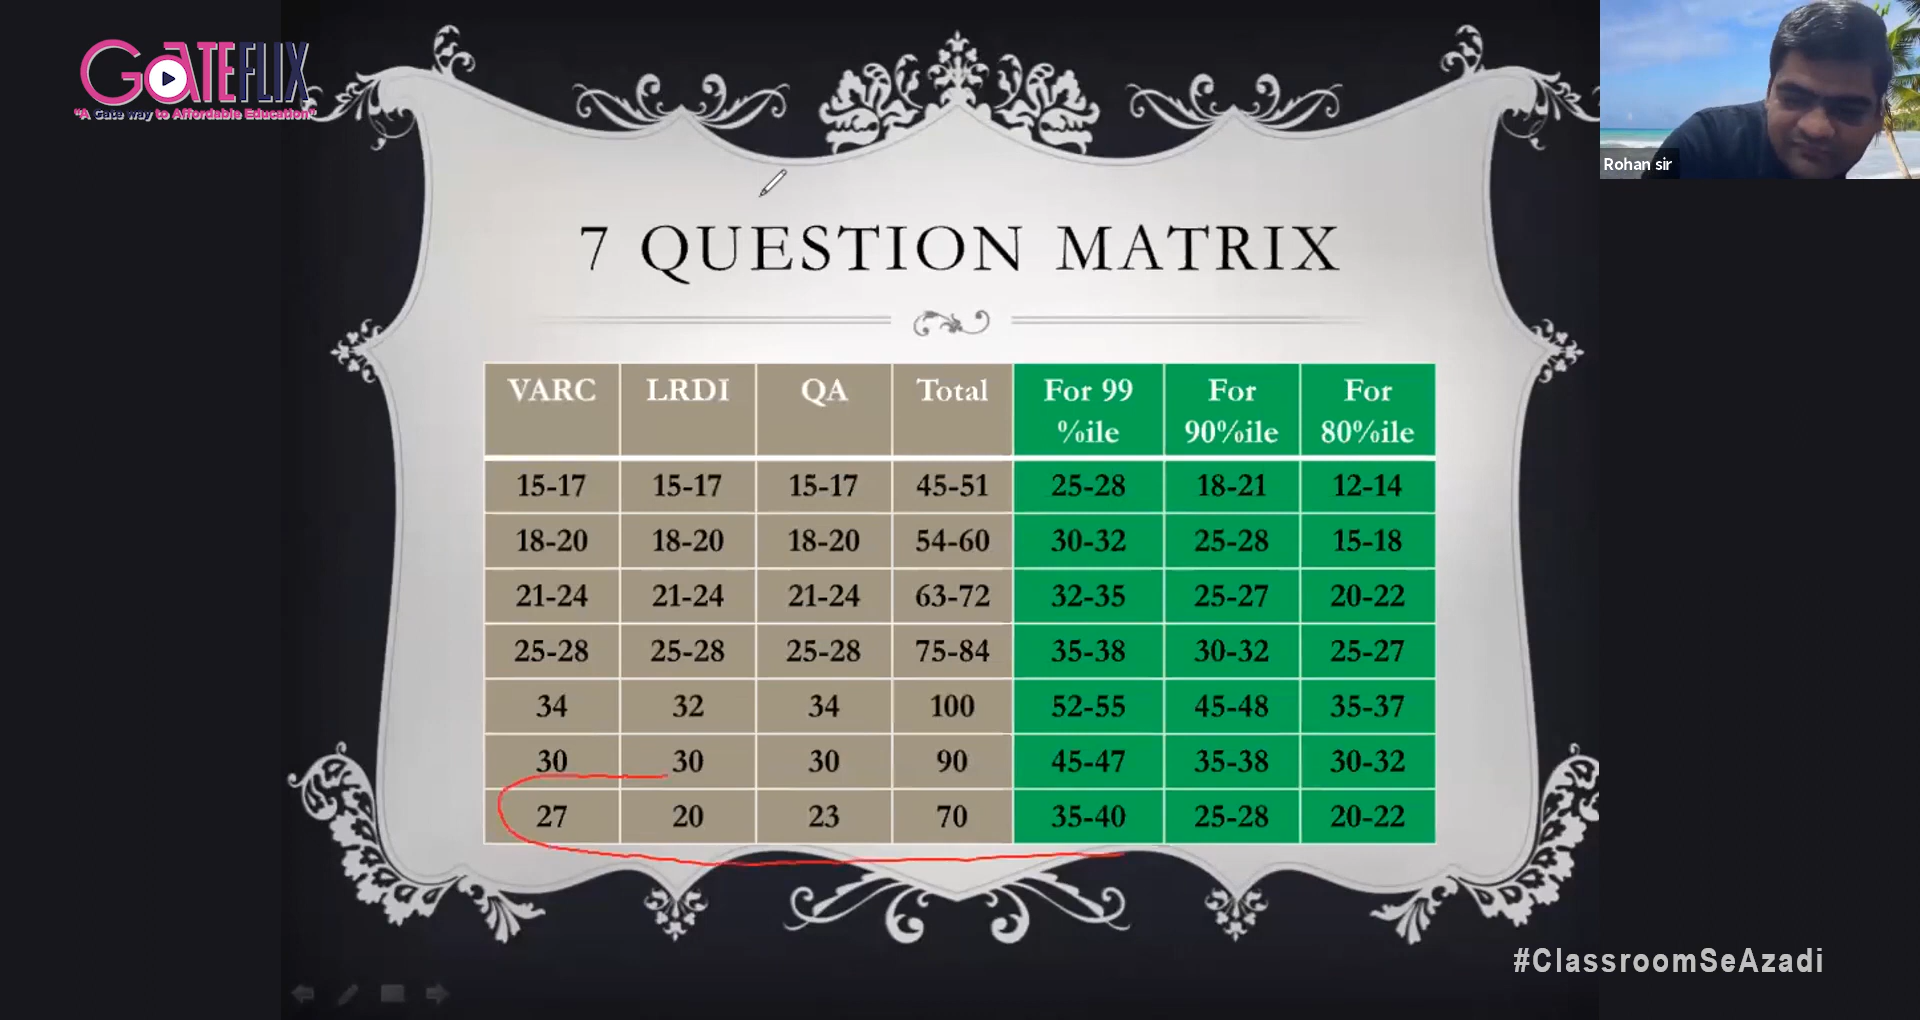 GATEFLIX
"A Gate way to Affordable Education"
Rohan sir
7 QUESTION MATRIX
VARC LRDI QA Total For 99 %ile For 90%ile For 80%ile
15-17 15-17 15-17 45-51 25-28 18-21 12-14
18-20 18-20 18-20 54-60 30-32 25-28 15-18
21-24 21-24 21-24 63-72 32-35 25-27 20-22
25-28 25-28 25-28 75-84 35-38 30-32 25-27
34 32 34 100 52-55 45-48 35-37
30 30 30 90 45-47 35-38 30-32
27 20 23 70 35-40 25-28 20-22
#ClassroomSeAzadi